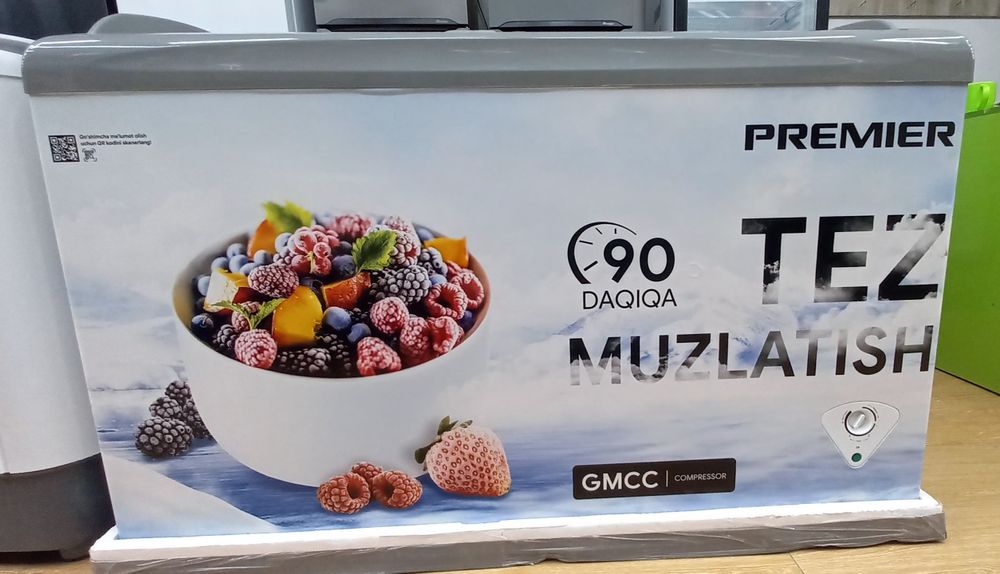 Qo'shimcha ma'lumot olish
uchun QR kodini skanerlang!
PREMIER
90
DAQIQA
TEZ
MUZLATISH
GMCC | COMPRESSOR